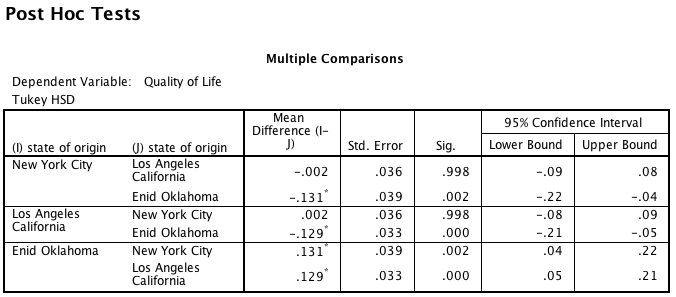 Post Hoc Tests
Multiple Comparisons
Dependent Variable: Quality of Life
Tukey HSD
(I) state of origin (J) state of origin Mean Difference (I-J) Std. Error Sig. 95% Confidence Interval Lower Bound Upper Bound
New York City Los Angeles California -.002 .036 .998 -.09 .08
Enid Oklahoma -.131* .039 .002 -.22 -.04
Los Angeles California New York City .002 .036 .998 -.08 .09
Enid Oklahoma -.129* .033 .000 -.21 -.05
Enid Oklahoma New York City .131* .039 .002 .04 .22
Los Angeles California .129* .033 .000 .05 .21